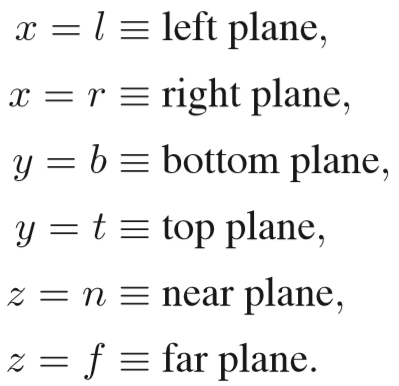 x = l ≡ left plane,
x = r ≡ right plane,
y = b ≡ bottom plane,
y = t ≡ top plane,
z = n ≡ near plane,
z = f ≡ far plane.